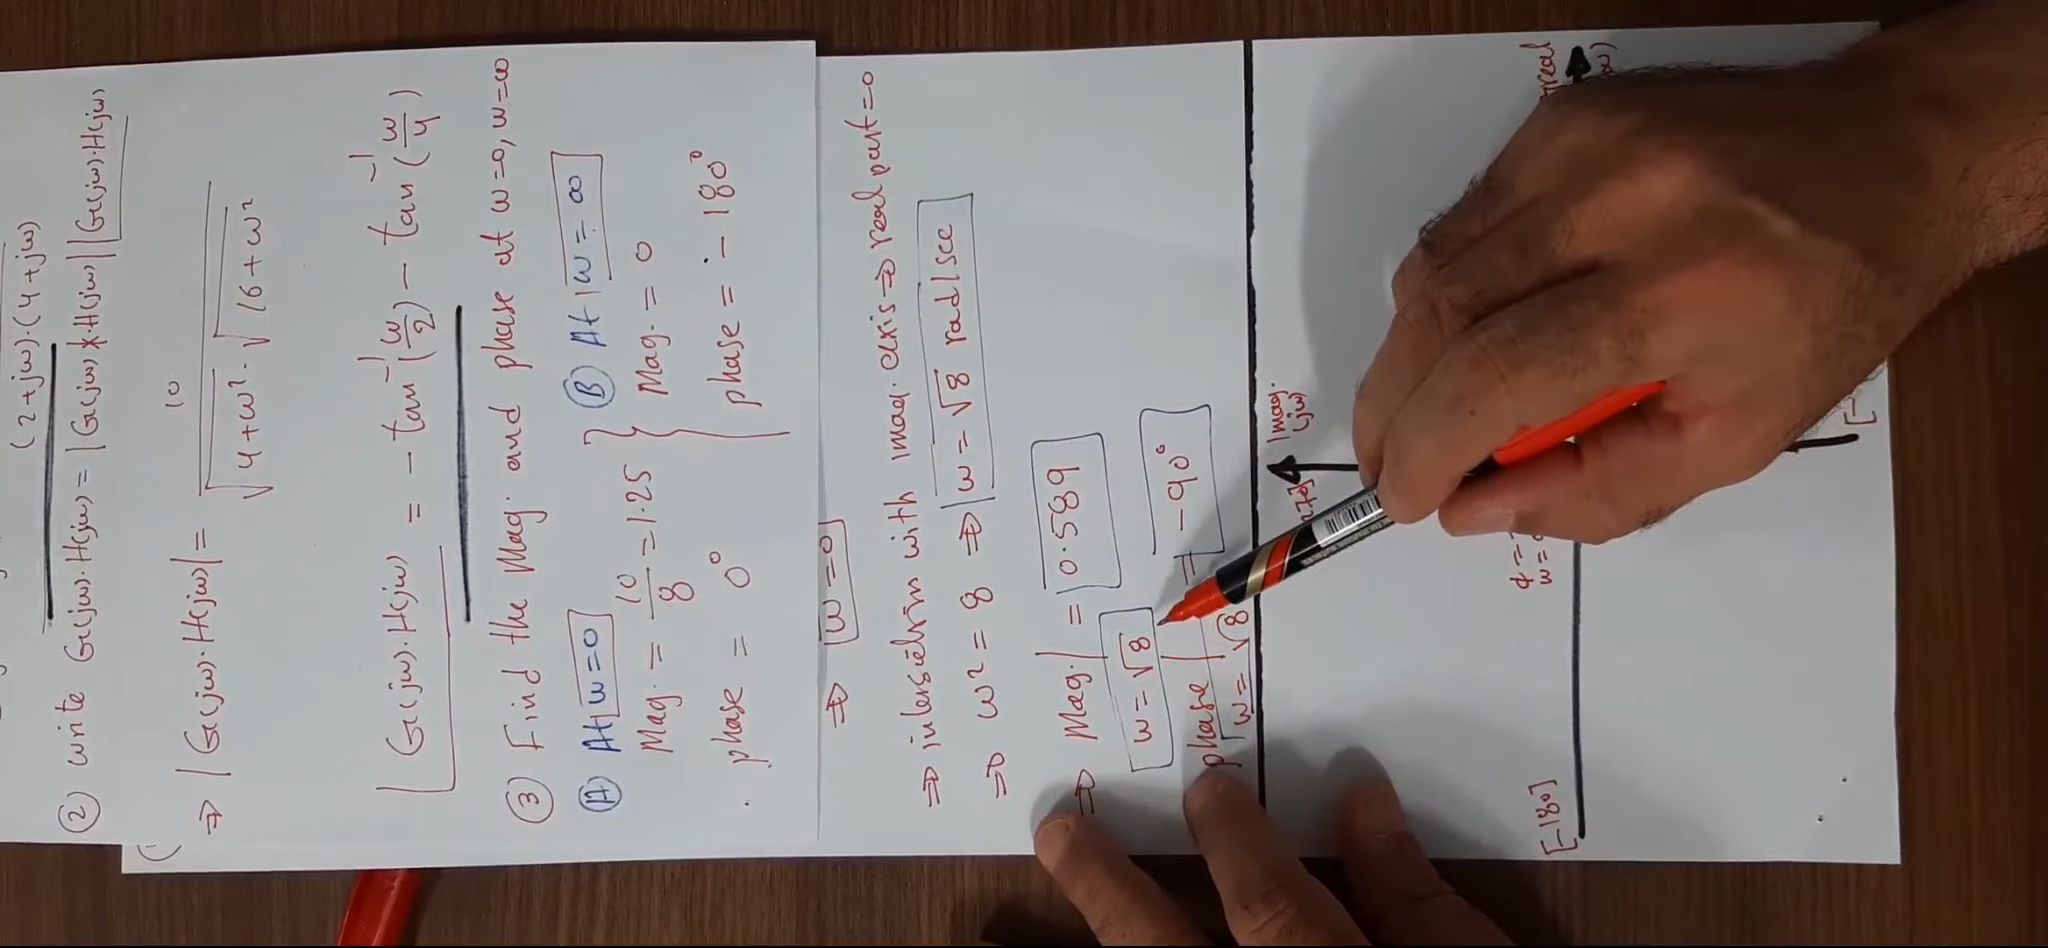 (2+jω).(4+jω)
② write G(jω).H(jω) = |G(jω)*H(jω)| G(jω).H(jω)
⇒ |G(jω).H(jω)| = 10 / √4+ω² . √16+ω²
G(jω).H(jω) = - tan⁻¹(ω/2) - tan⁻¹(ω/4)
③ Find the Mag. and phase at ω=0, ω=∞
Ⓐ At ω=0
Mag. = 10/8 = 1.25
phase = 0°
Ⓑ At ω=∞
Mag. = 0
phase = -180°
⇒ ω=0
⇒ intersection with imag. axis ⇒ real part=0
⇒ ω² = 8 ⇒ ω = √8 rad/sec
⇒ Mag.| ω=√8 = 0.589
phase | ω=√8 = -90°
Imag.
(jω)
real
[-180]